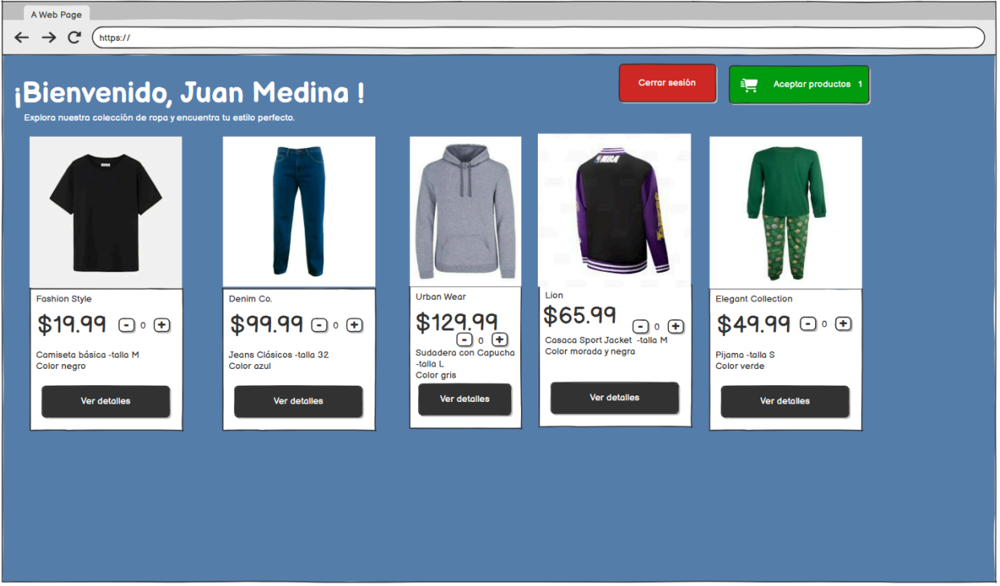 A Web Page
https://
Cerrar sesión
Aceptar productos 1
¡Bienvenido, Juan Medina !
Explora nuestra colección de ropa y encuentra tu estilo perfecto.
NBA
Fashion Style
$19.99 - 0 +
Camiseta básica -talla M
Color negro
Ver detalles
Denim Co.
$99.99 - 0 +
Jeans Clásicos -talla 32
Color azul
Ver detalles
Urban Wear
$129.99
- 0 +
Sudadera con Capucha
-talla L
Color gris
Ver detalles
Lion
$65.99
- 0 +
Casaca Sport Jacket -talla M
Color morada y negra
Ver detalles
Elegant Collection
$49.99 - 0 +
Pijama -talla S
Color verde
Ver detalles